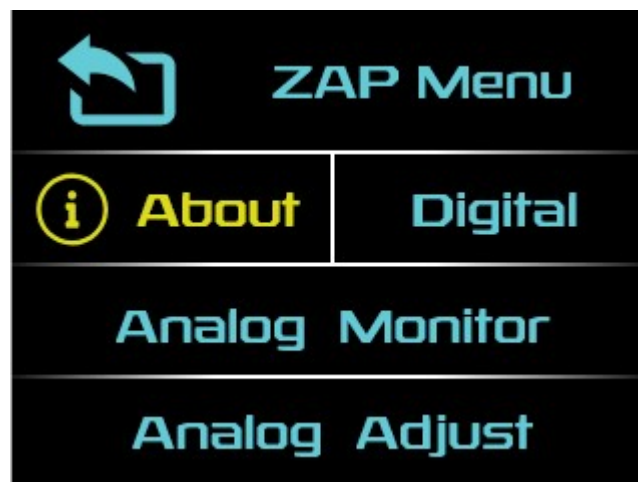 ZAP Menu
About
Digital
Analog Monitor
Analog Adjust